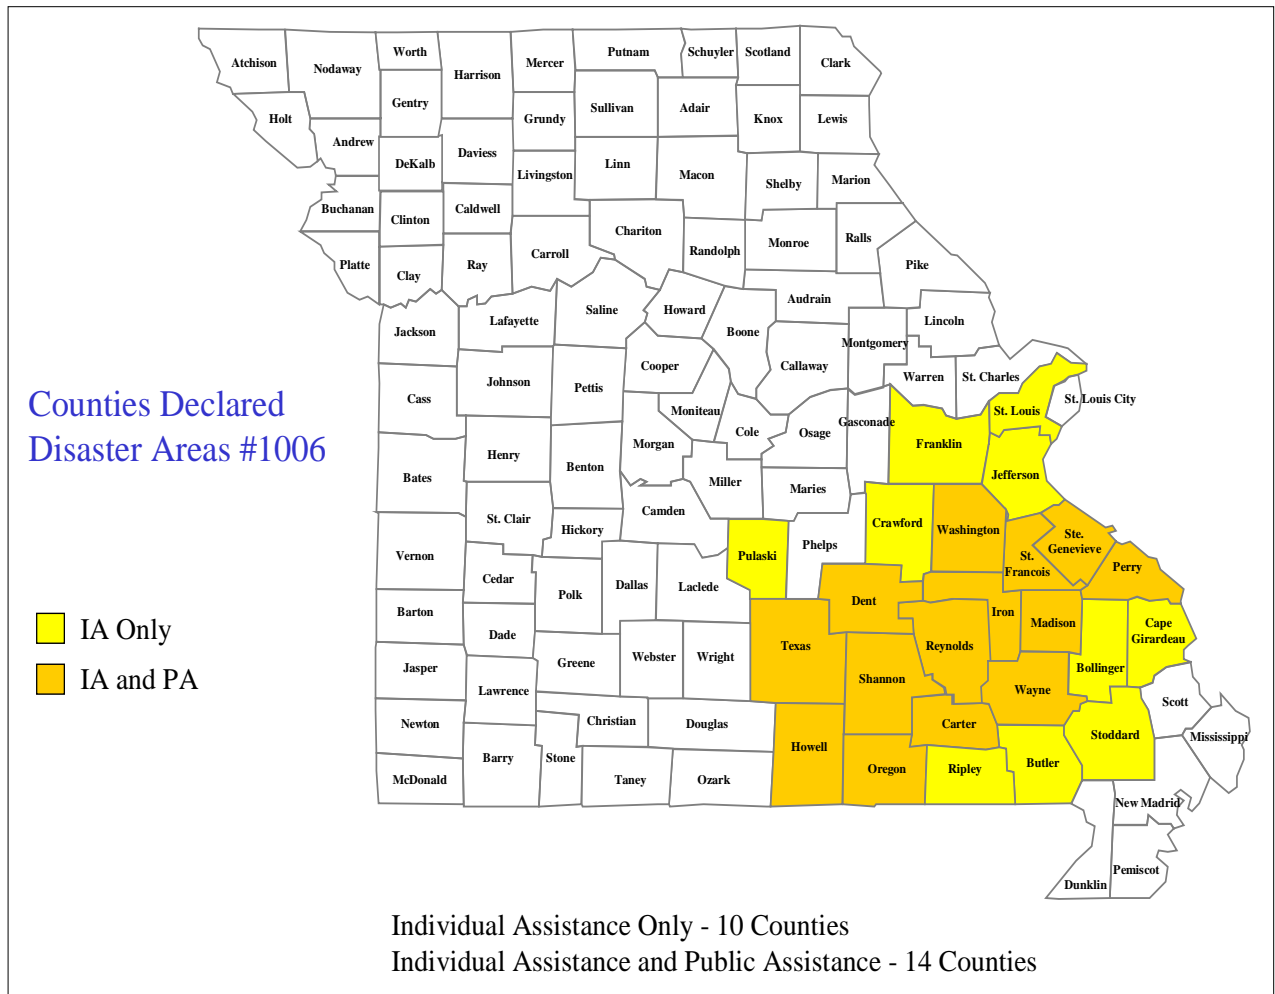 Atchison
Nodaway
Worth
Harrison
Mercer
Putnam
Schuyler
Scotland
Clark
Holt
Gentry
Grundy
Sullivan
Adair
Knox
Lewis
Andrew
DeKalb
Daviess
Livingston
Linn
Macon
Shelby
Marion
Buchanan
Clinton
Caldwell
Chariton
Randolph
Monroe
Ralls
Platte
Clay
Ray
Carroll
Pike
Audrain
Jackson
Lafayette
Saline
Howard
Boone
Callaway
Montgomery
Lincoln
Cass
Johnson
Pettis
Cooper
Moniteau
Warren
St. Charles
St. Louis City
St. Louis
Counties Declared
Disaster Areas #1006
Morgan
Cole
Osage
Gasconade
Franklin
Jefferson
Bates
Henry
Benton
Miller
Maries
St. Clair
Hickory
Camden
Crawford
Washington
Vernon
Pulaski
Phelps
St.
Francois
Ste.
Genevieve
Perry
Cedar
Polk
Dallas
Laclede
Dent
Iron
Madison
Cape
Girardeau
Barton
Dade
Texas
Reynolds
Bollinger
IA Only
IA and PA
Jasper
Lawrence
Greene
Webster
Wright
Shannon
Wayne
Scott
Newton
Christian
Douglas
Carter
Stoddard
Mississippi
McDonald
Barry
Stone
Taney
Ozark
Howell
Oregon
Ripley
Butler
New Madrid
Pemiscot
Dunklin
Individual Assistance Only - 10 Counties
Individual Assistance and Public Assistance - 14 Counties